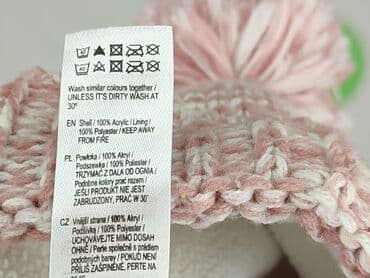 Wash similar colours together /
UNLESS IT'S DIRTY WASH AT
30°
EN Shell / 100% Acrylic / Lining /
100% Polyester / KEEP AWAY
FROM FIRE
PL Powłoka / 100% Akryl /
Podszewka / 100% Poliester /
TRZYMAĆ Z DALA OD OGNIA /
Podobne kolory prać razem /
JEŚLI PRODUKT NIE JEST
ZABRUDZONY, PRAĆ W 30°
CZ Vnější strana / 100% Akryl /
Podšívka / 100% Polyester /
UCHOVÁVEJTE MIMO DOSAH
OHNĚ / Perte společně s prádlem
podobných barev / POKUD NENÍ
PŘÍLIŠ ZAŠPINĚNÉ, PERTE NA